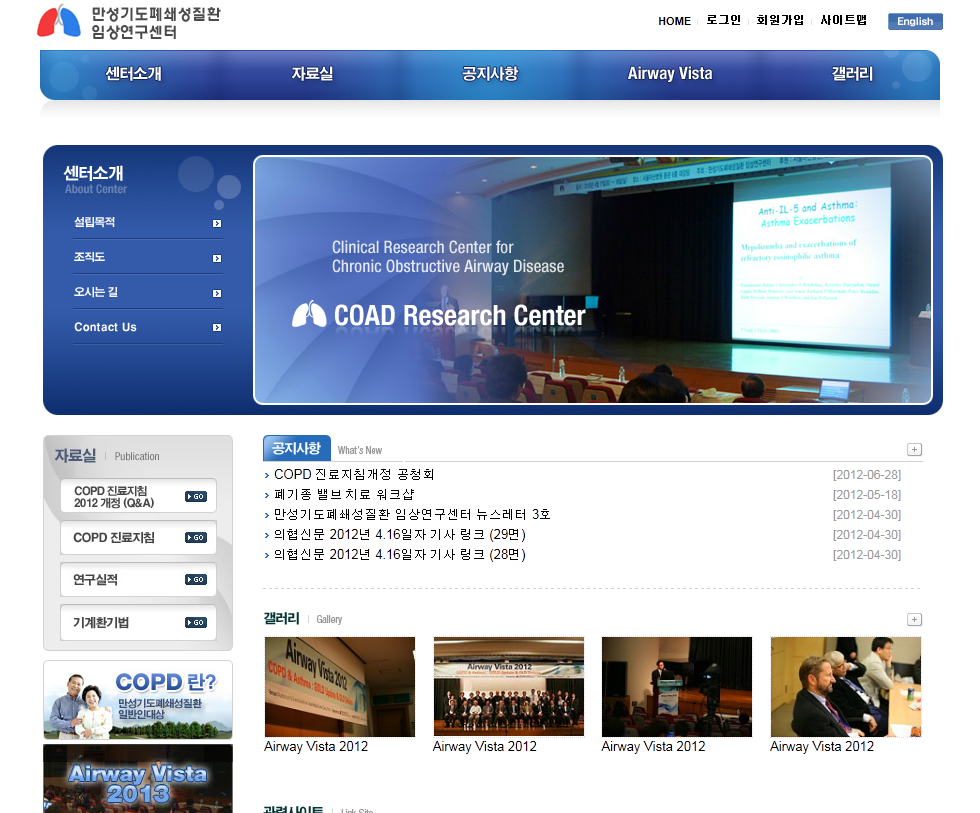 만성기도폐쇄성질환
임상연구센터
HOME 로그인 회원가입 사이트맵 English
센터소개 자료실 공지사항 Airway Vista 갤러리
센터소개
About Center
설립목적
조직도
오시는 길
Contact Us
Clinical Research Center for
Chronic Obstructive Airway Disease
COAD Research Center
Anti-IL-5 and Asthma:
Asthma Exacerbations
Mepolizumab and exacerbations of
refractory eosinophilic asthma
자료실 Publication
COPD 진료지침
2012 개정 (Q&A) GO
COPD 진료지침 GO
연구실적 GO
기계환기법 GO
COPD 란?
만성기도폐쇄성질환
일반인대상
Airway Vista
2013
공지사항 What's New
COPD 진료지침개정 공청회 [2012-06-28]
폐기종 밸브 치료 워크샵 [2012-05-18]
만성기도폐쇄성질환 임상연구센터 뉴스레터 3호 [2012-04-30]
의협신문 2012년 4.16일자 기사 링크 (29면) [2012-04-30]
의협신문 2012년 4.16일자 기사 링크 (28면) [2012-04-30]
갤러리 Gallery
Airway Vista 2012
COPD & Asthma: GOLD Update &
Airway Vista 2012
Airway Vista 2012
Airway Vista 2012
Airway Vista 2012
Airway Vista 2012
관련사이트 Link Site